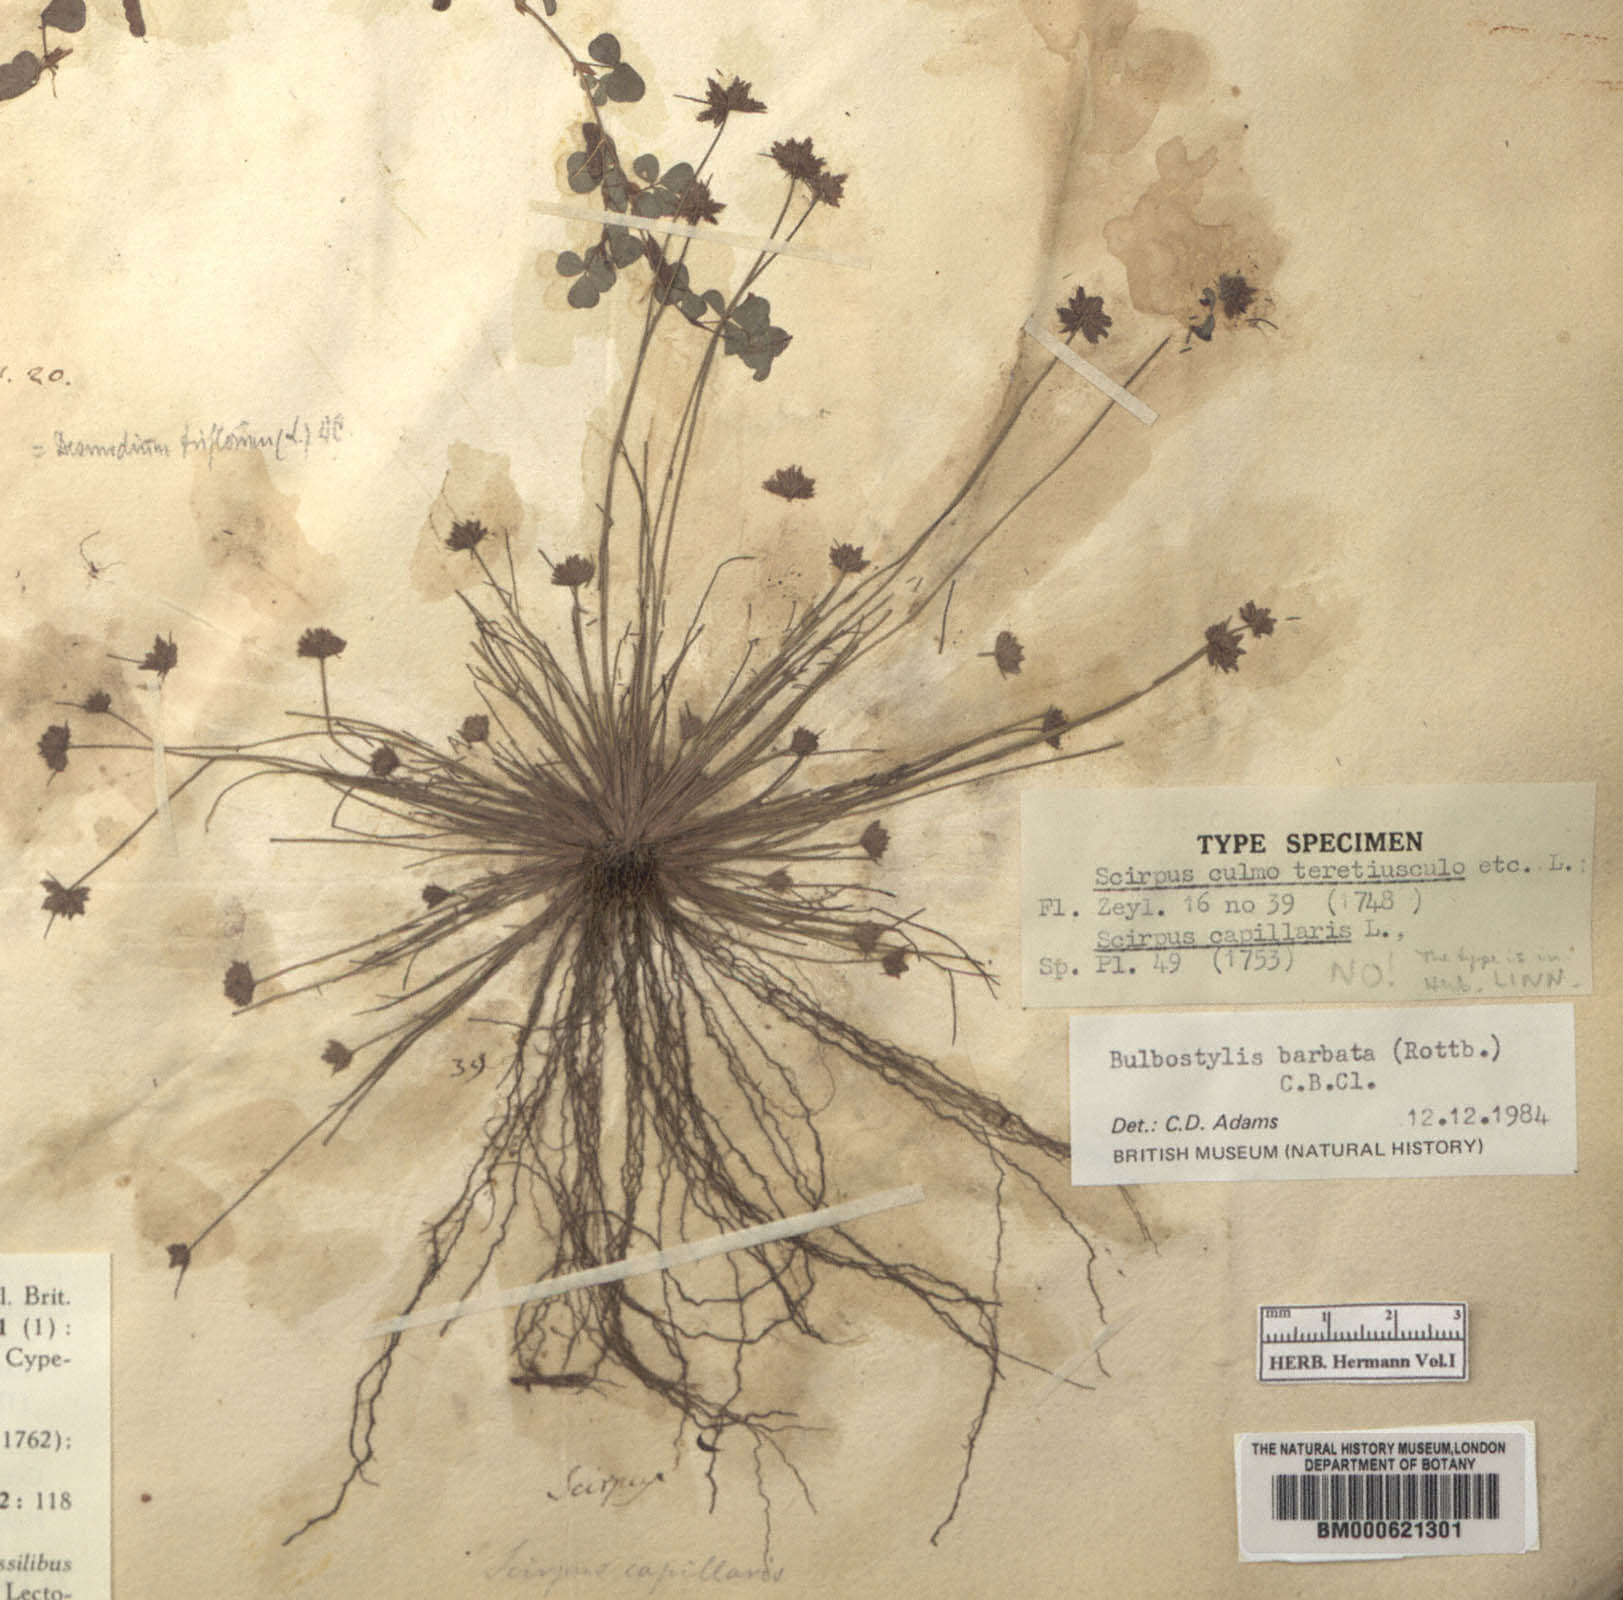 20.
= Desmodium triflorum (L.) DC
TYPE SPECIMEN
Scirpus culmo teretiusculo etc. L.;
Fl. Zeyl. 16 no 39 (1748 )
Scirpus capillaris L.,
Sp. Pl. 49 (1753)
NO! The type is in
Herb. LINN.
Bulbostylis barbata (Rottb.)
C.B.Cl.
Det.: C.D. Adams 12.12.1984
BRITISH MUSEUM (NATURAL HISTORY)
39
l. Brit.
1 (1) :
Cype-
1762);
2 : 118
ssilibus
Lecto-
mm 1 2 3
HERB. Hermann Vol.I
THE NATURAL HISTORY MUSEUM,LONDON
DEPARTMENT OF BOTANY
BM000621301
Scirpus
Scirpus capillaris